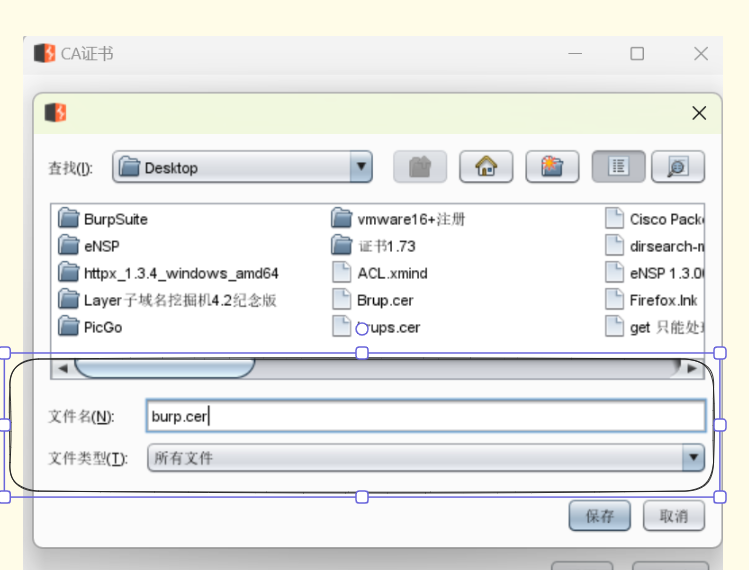 CA证书
查找(I):
Desktop
BurpSuite
vmware16+注册
Cisco Pack
eNSP
证书1.73
dirsearch-n
httpx_1.3.4_windows_amd64
ACL.xmind
eNSP 1.3.0
Layer子域名挖掘机4.2纪念版
Brup.cer
Firefox.lnk
PicGo
ups.cer
get 只能处
文件名(N):
burp.cer
文件类型(T):
所有文件
保存
取消